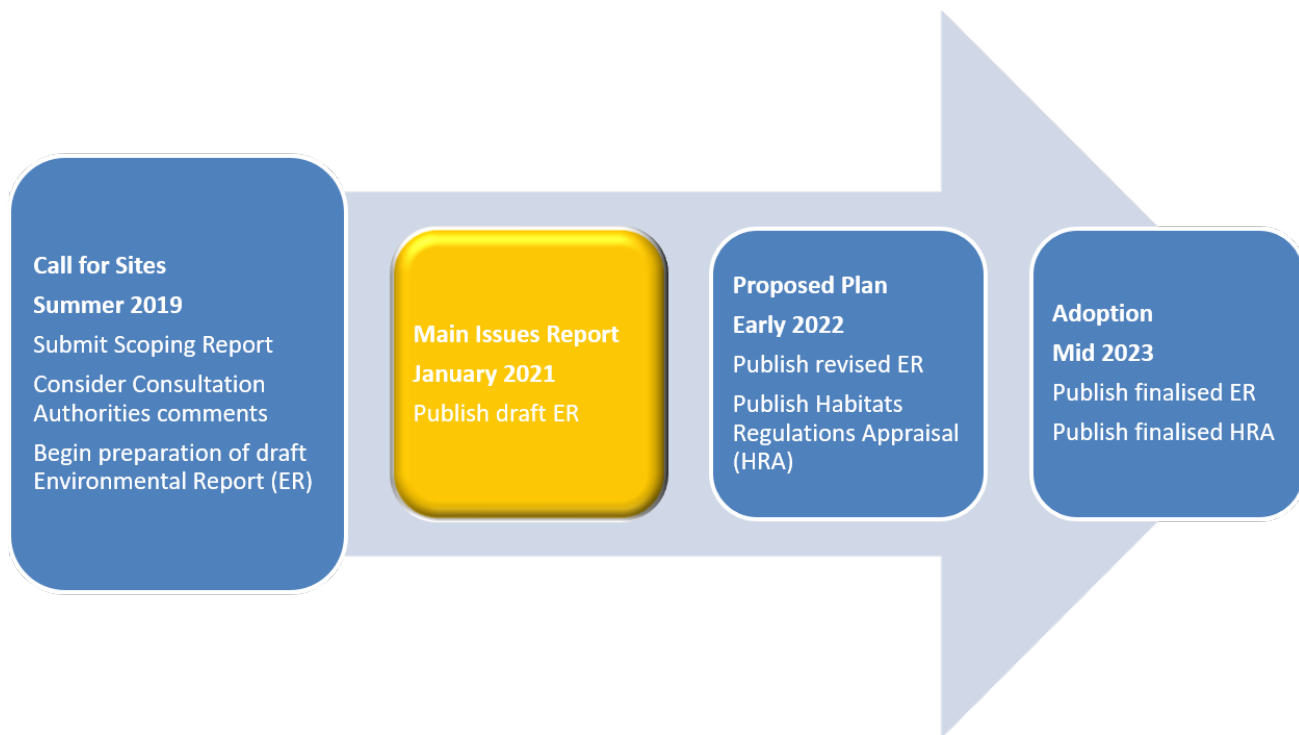 Call for Sites
Summer 2019
Submit Scoping Report
Consider Consultation
Authorities comments
Begin preparation of draft
Environmental Report (ER)
Main Issues Report
January 2021
Publish draft ER
Proposed Plan
Early 2022
Publish revised ER
Publish Habitats
Regulations Appraisal
(HRA)
Adoption
Mid 2023
Publish finalised ER
Publish finalised HRA